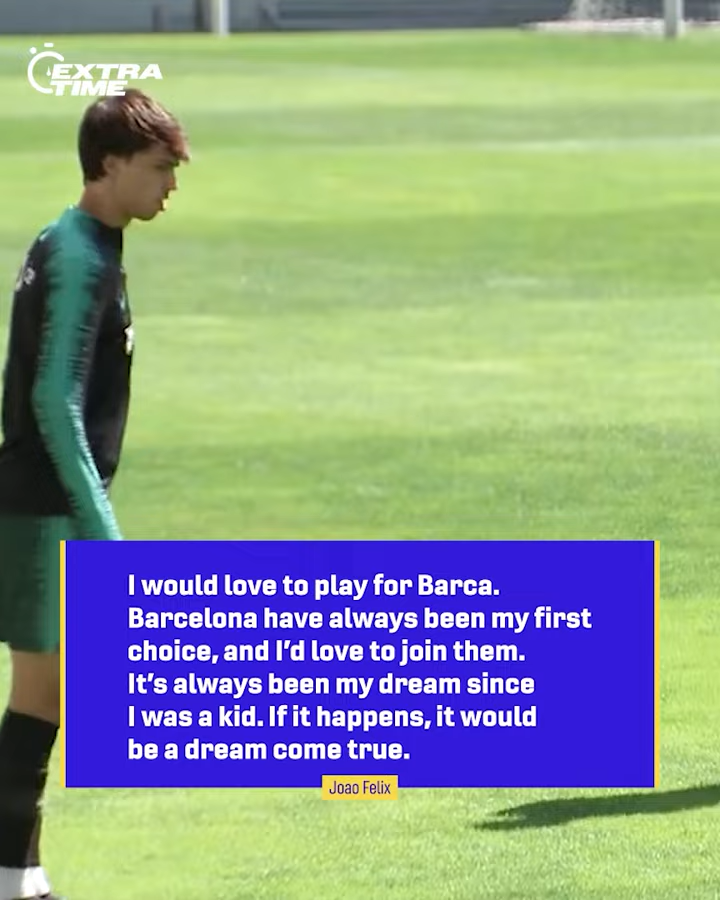 EXTRA
TIME
I would love to play for Barca.
Barcelona have always been my first
choice, and I'd love to join them.
It's always been my dream since
I was a kid. If it happens, it would
be a dream come true.
Joao Felix